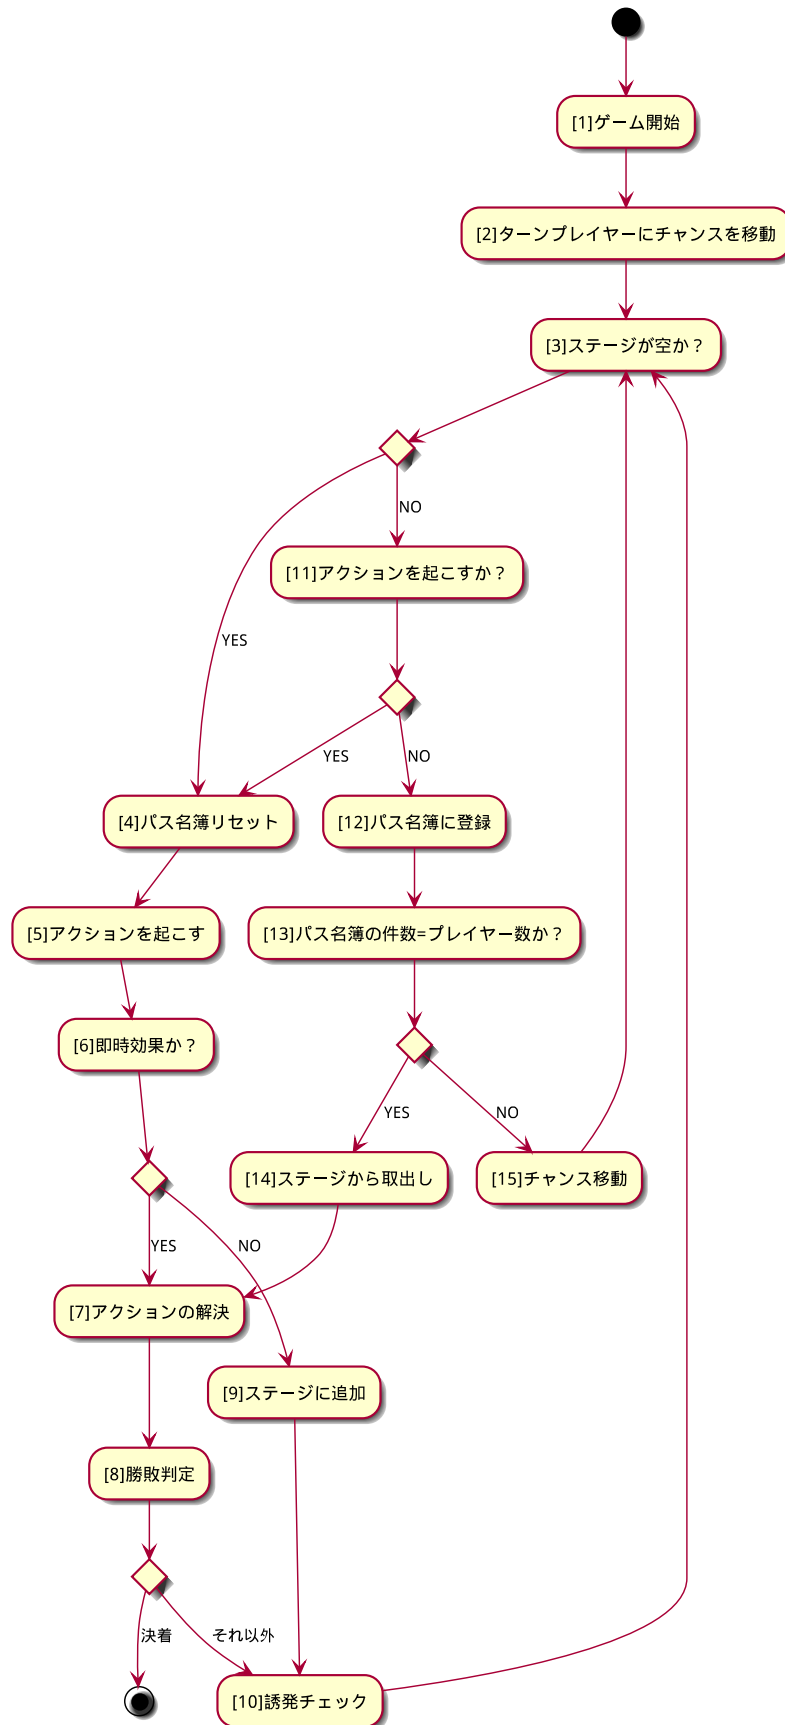 [1]ゲーム開始
[2]ターンプレイヤーにチャンスを移動
[3]ステージが空か？
NO
[11]アクションを起こすか？
YES
YES
NO
[4]パス名簿リセット
[12]パス名簿に登録
[5]アクションを起こす
[13]パス名簿の件数=プレイヤー数か？
[6]即時効果か？
YES
NO
[14]ステージから取出し
[15]チャンス移動
YES
NO
[7]アクションの解決
[9]ステージに追加
[8]勝敗判定
決着
それ以外
[10]誘発チェック